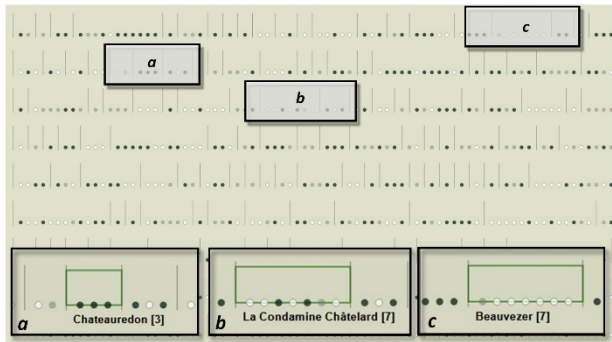 c
a
b
a Chateauredon [3]
b La Condamine Châtelard [7]
c Beauvezer [7]